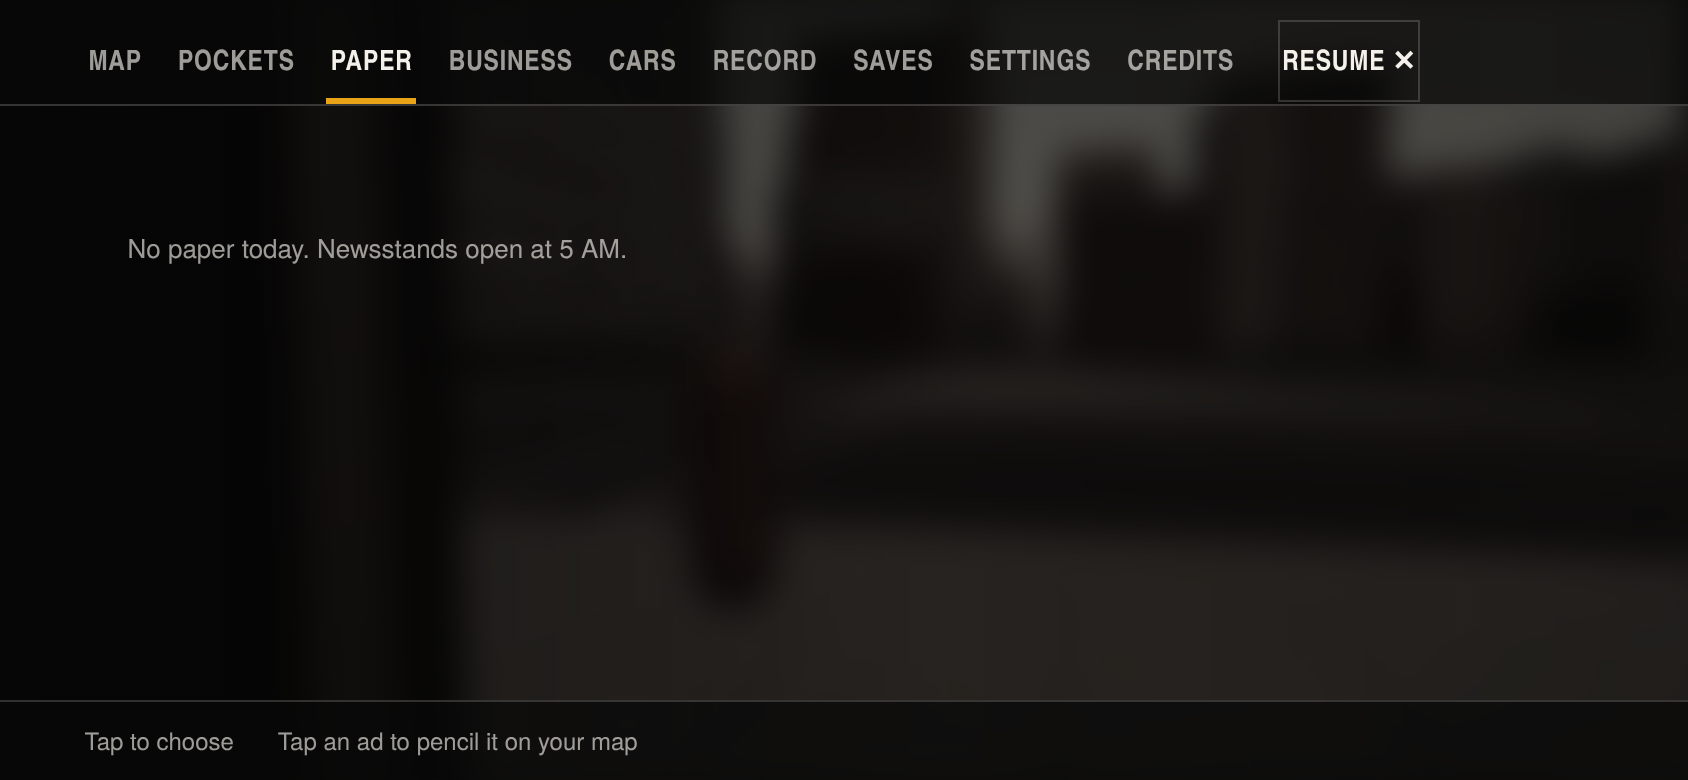 MAP POCKETS PAPER BUSINESS CARS RECORD SAVES SETTINGS CREDITS RESUME ✕
No paper today. Newsstands open at 5 AM.
Tap to choose Tap an ad to pencil it on your map